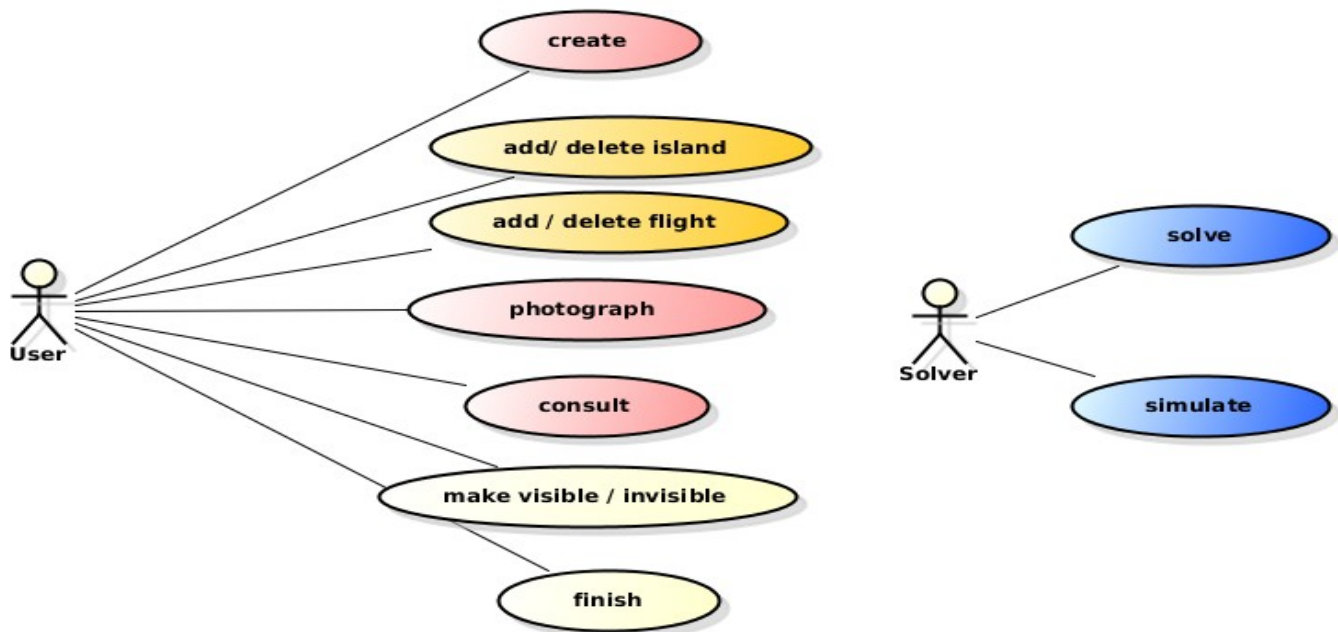 create
add/ delete island
add / delete flight
solve
photograph
User
Solver
consult
simulate
make visible / invisible
finish